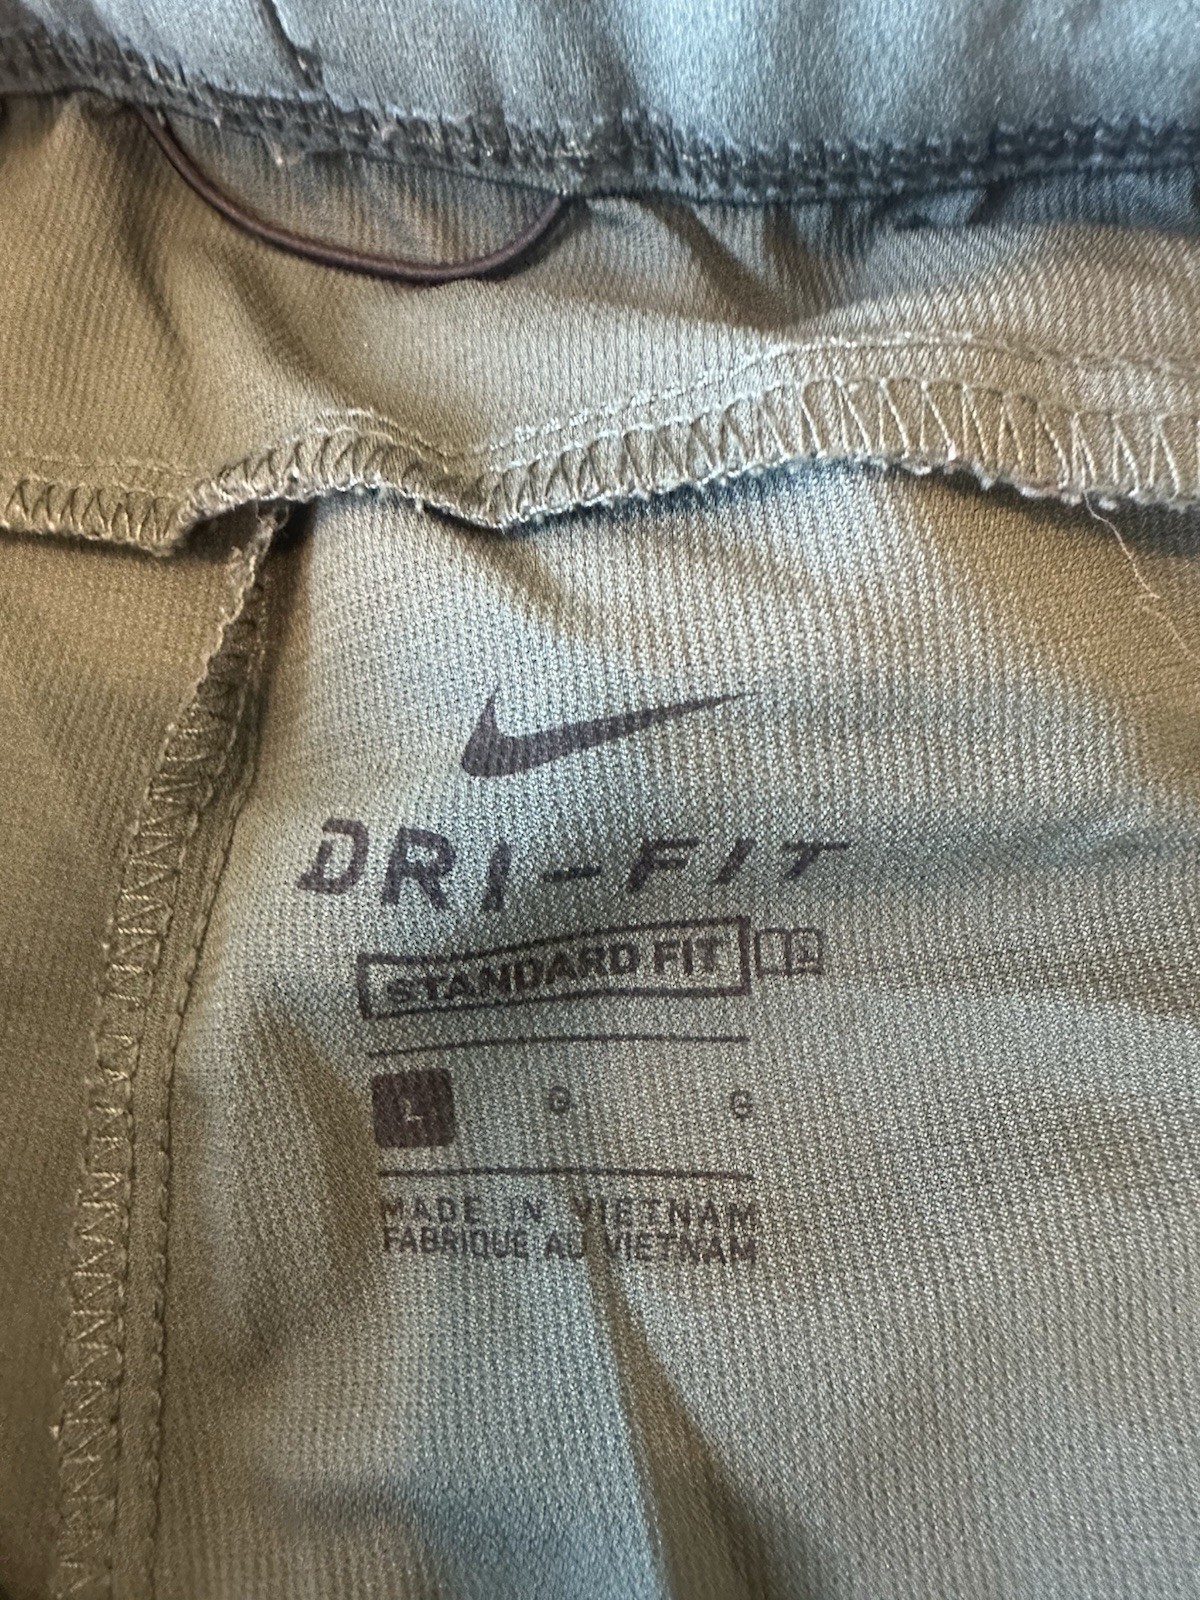 DRI-FIT
STANDARD FIT
L G G
MADE IN VIETNAM
FABRIQUE AU VIETNAM